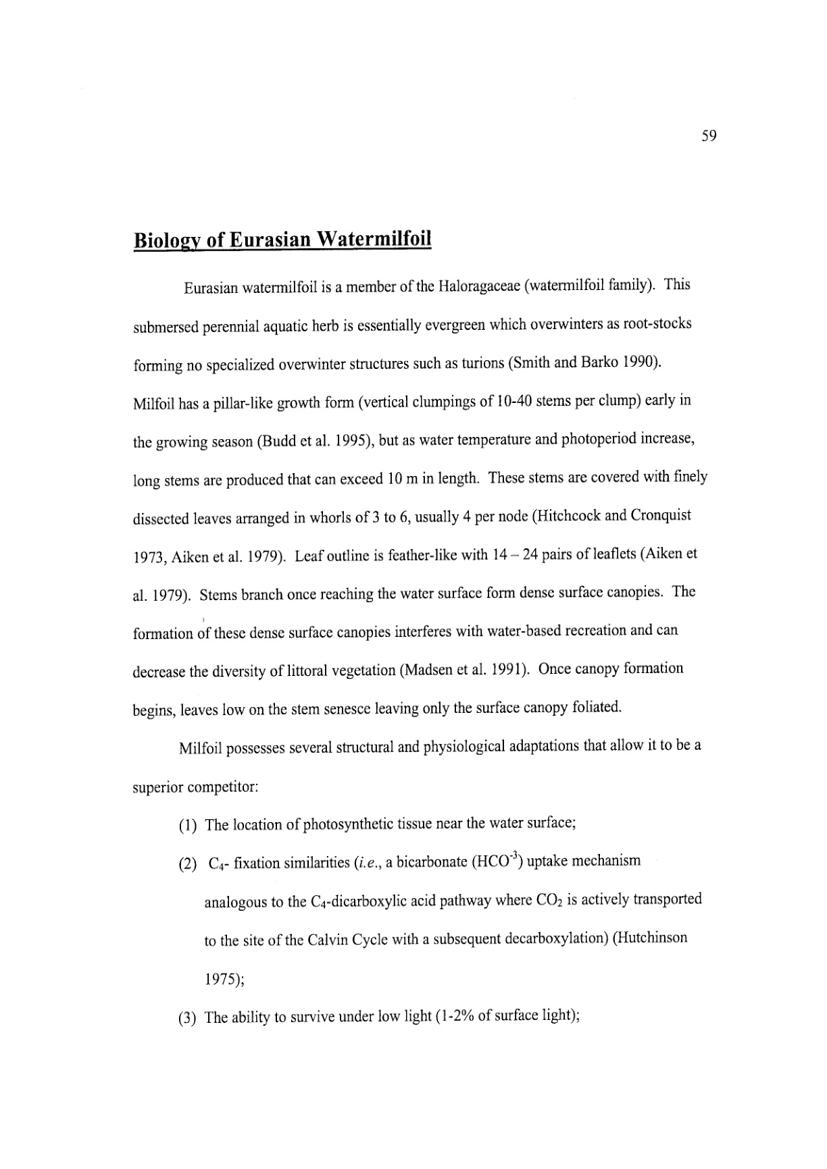 59
Biology of Eurasian Watermilfoil
Eurasian watermilfoil is a member of the Haloragaceae (watermilfoil family). This
submersed perennial aquatic herb is essentially evergreen which overwinters as root-stocks
forming no specialized overwinter structures such as turions (Smith and Barko 1990).
Milfoil has a pillar-like growth form (vertical clumpings of 10-40 stems per clump) early in
the growing season (Budd et al. 1995), but as water temperature and photoperiod increase,
long stems are produced that can exceed 10 m in length. These stems are covered with finely
dissected leaves arranged in whorls of 3 to 6, usually 4 per node (Hitchcock and Cronquist
1973, Aiken et al. 1979). Leaf outline is feather-like with 14 – 24 pairs of leaflets (Aiken et
al. 1979). Stems branch once reaching the water surface form dense surface canopies. The
formation of these dense surface canopies interferes with water-based recreation and can
decrease the diversity of littoral vegetation (Madsen et al. 1991). Once canopy formation
begins, leaves low on the stem senesce leaving only the surface canopy foliated.
Milfoil possesses several structural and physiological adaptations that allow it to be a
superior competitor:
(1) The location of photosynthetic tissue near the water surface;
(2) C₄- fixation similarities (i.e., a bicarbonate (HCO⁻³) uptake mechanism
analogous to the C₄-dicarboxylic acid pathway where CO₂ is actively transported
to the site of the Calvin Cycle with a subsequent decarboxylation) (Hutchinson
1975);
(3) The ability to survive under low light (1-2% of surface light);